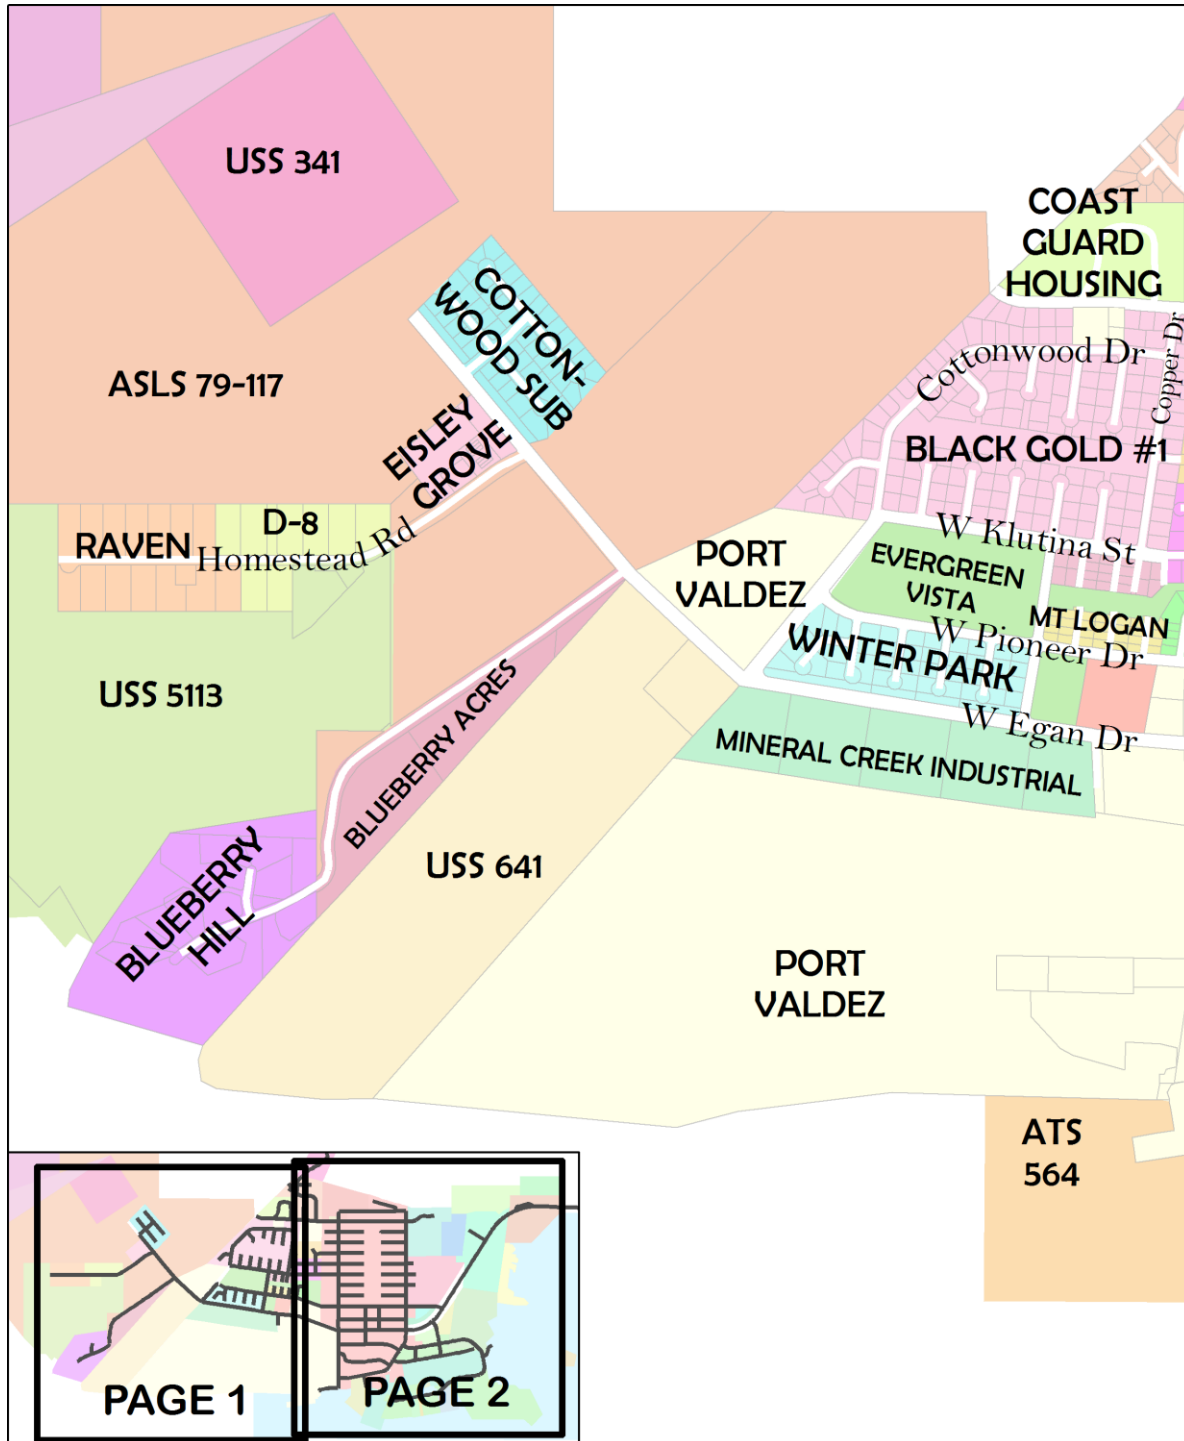 USS 341
COAST
GUARD
HOUSING
COTTON-
WOOD SUB
Cottonwood Dr
Copper Dr
ASLS 79-117
EISLEY
GROVE
BLACK GOLD #1
D-8
RAVEN
Homestead Rd
W Klutina St
PORT
VALDEZ
EVERGREEN
VISTA
MT LOGAN
W Pioneer Dr
WINTER PARK
USS 5113
W Egan Dr
BLUEBERRY ACRES
MINERAL CREEK INDUSTRIAL
USS 641
BLUEBERRY
HILL
PORT
VALDEZ
ATS
564
PAGE 1
PAGE 2